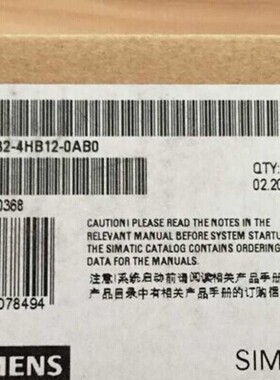 32-4HB12-0AB0
QTY:
02.20
0368
CAUTION! PLEASE READ THE NOTES IN THE
RELEVANT MANUAL BEFORE SYSTEM STARTU
THE SIMATIC CATALOG CONTAINS ORDERING
DATA FOR THE MANUALS.
注意!系统启动前请阅读相关产品手册
产品目录中有相关产品手册的订购信
078494
EMENS
SIM